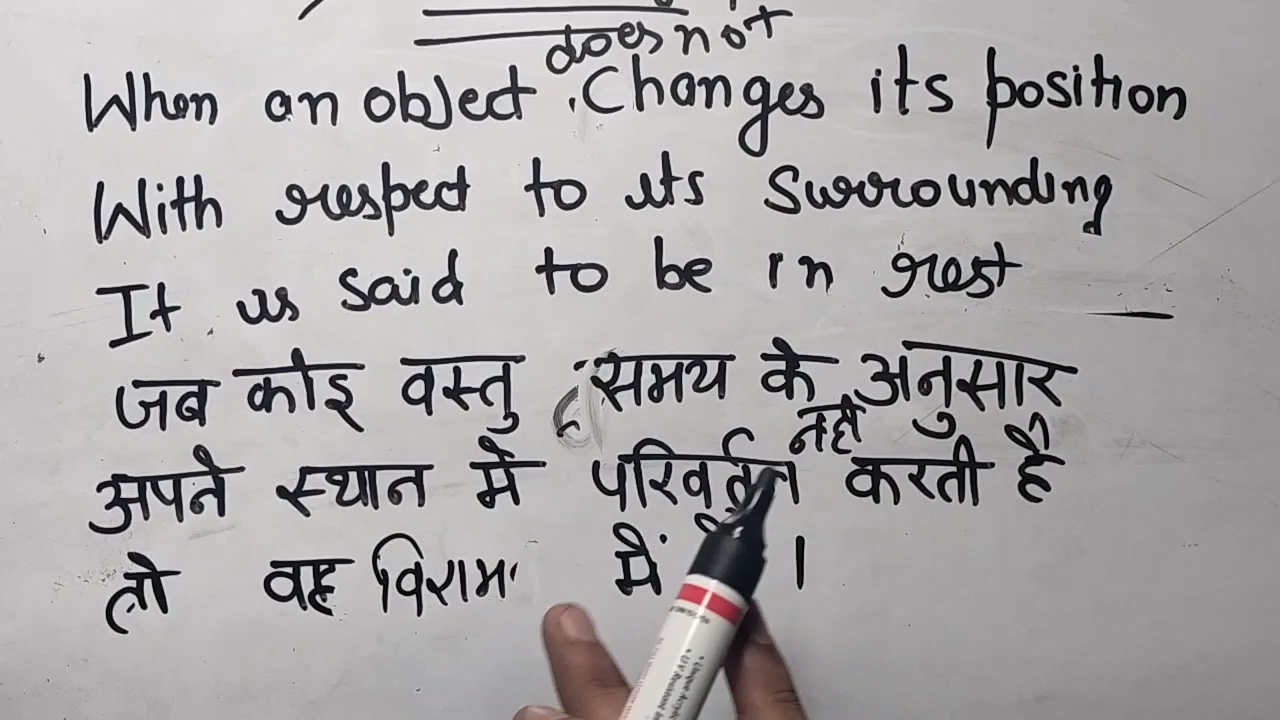 does not
When an object Changes its position
With respect to its Surrounding
It is said to be in rest
जब कोइ वस्तु समय के अनुसार
नही
अपने स्थान मे परिवर्तन करती है
तो वह विराम में ।